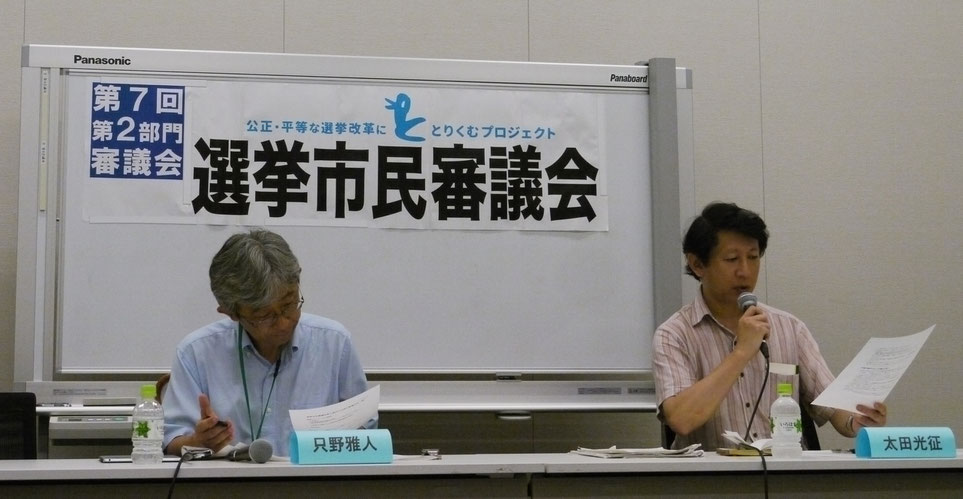 Panasonic
Panaboard
第7回
第2部門
審議会
公正・平等な選挙改革に とりくむプロジェクト
選挙市民審議会
只野雅人
太田光征